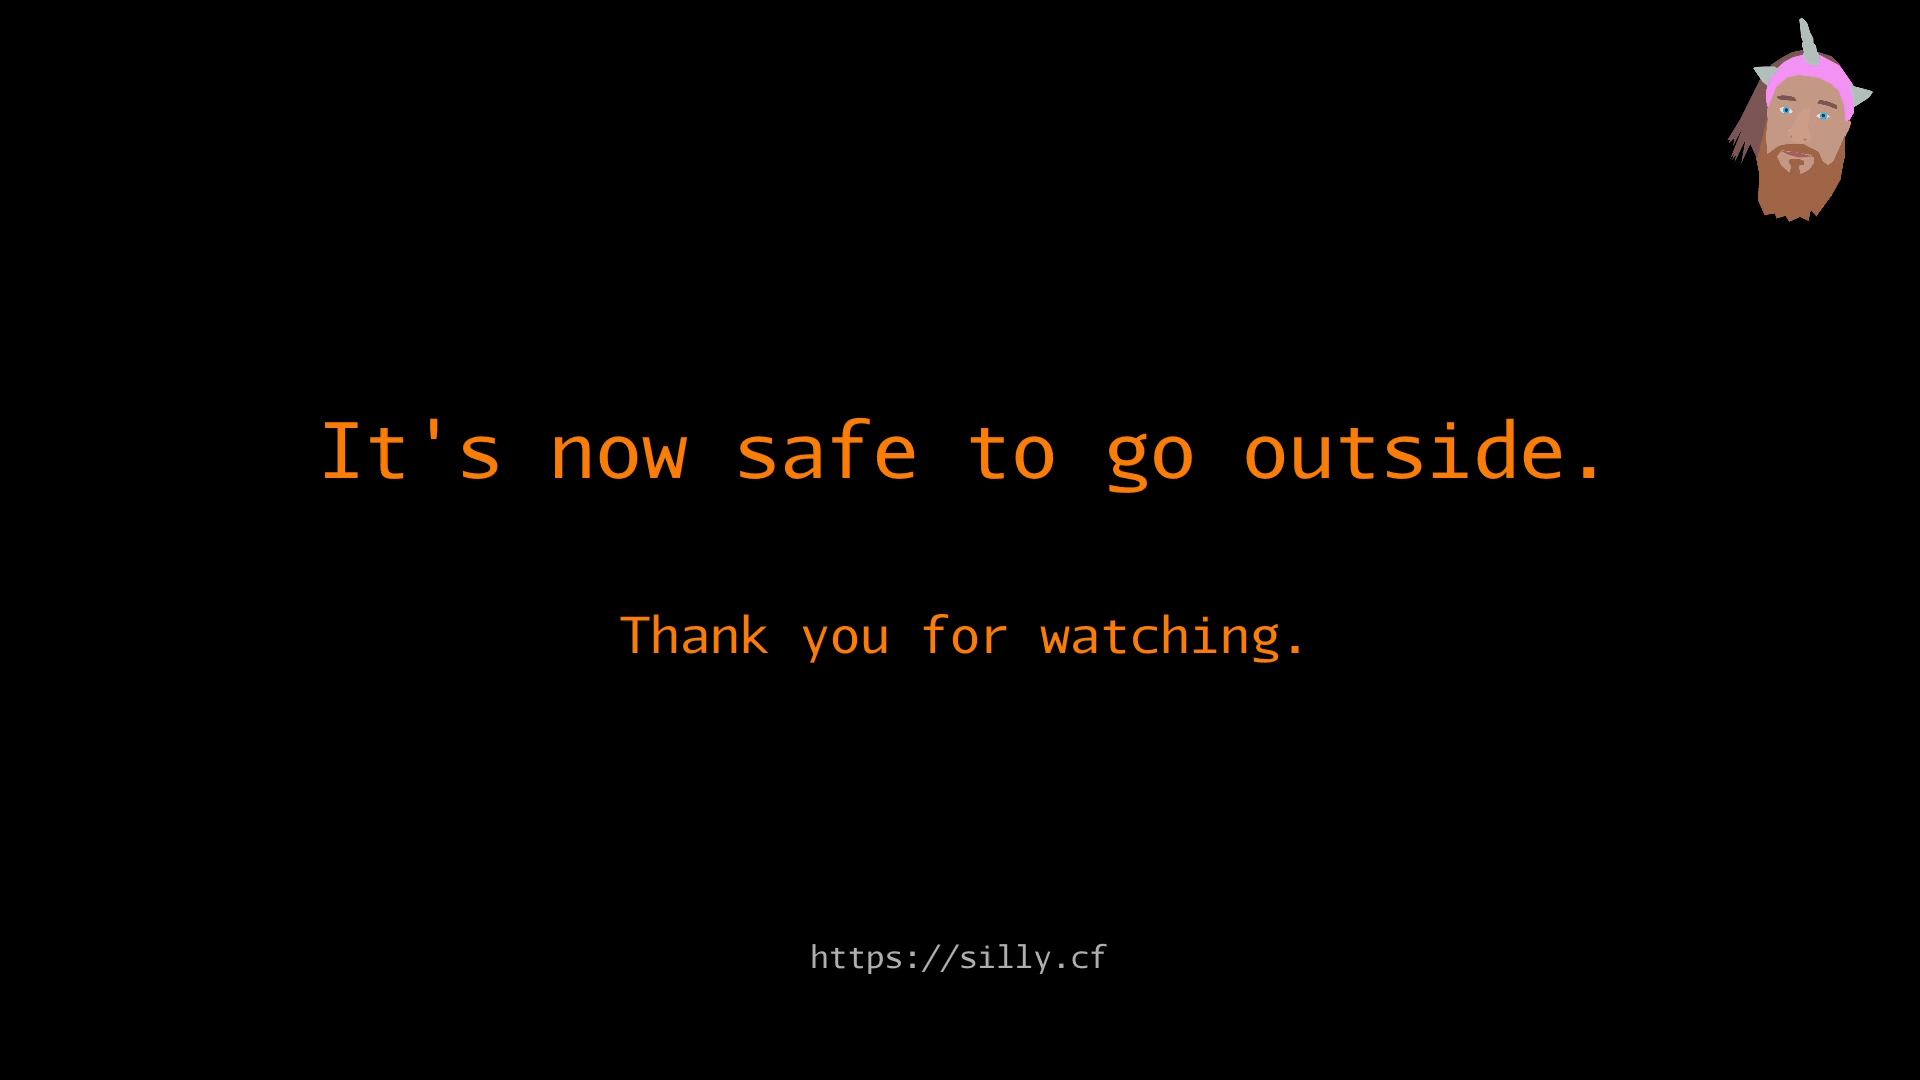 It's now safe to go outside.
Thank you for watching.
https://silly.cf